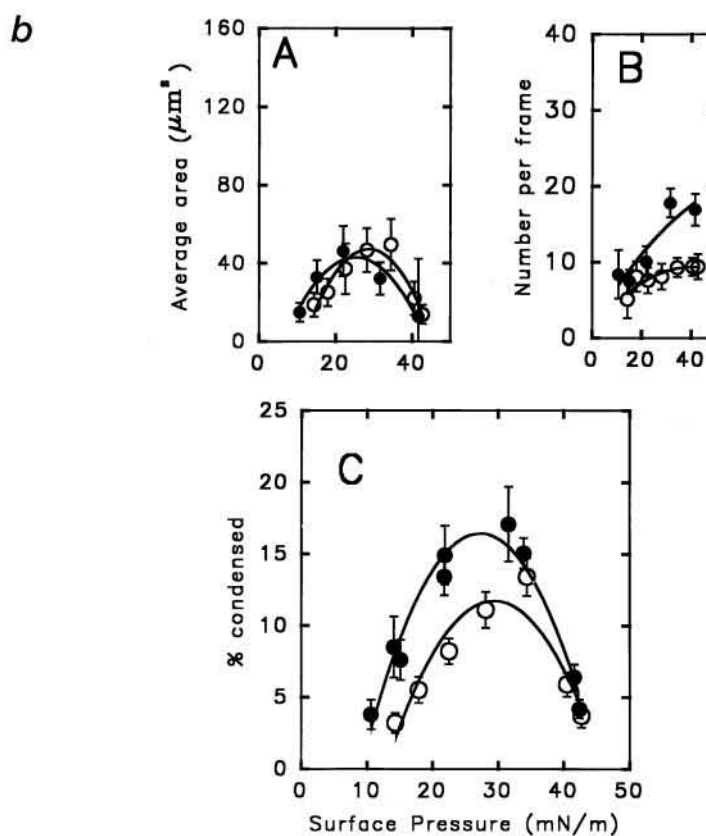 b
A
Average area (μm²)
160
120
80
40
0
0 20 40
B
Number per frame
40
30
20
10
0
0 20 40
C
% condensed
25
20
15
10
5
0
0 10 20 30 40 50
Surface Pressure (mN/m)